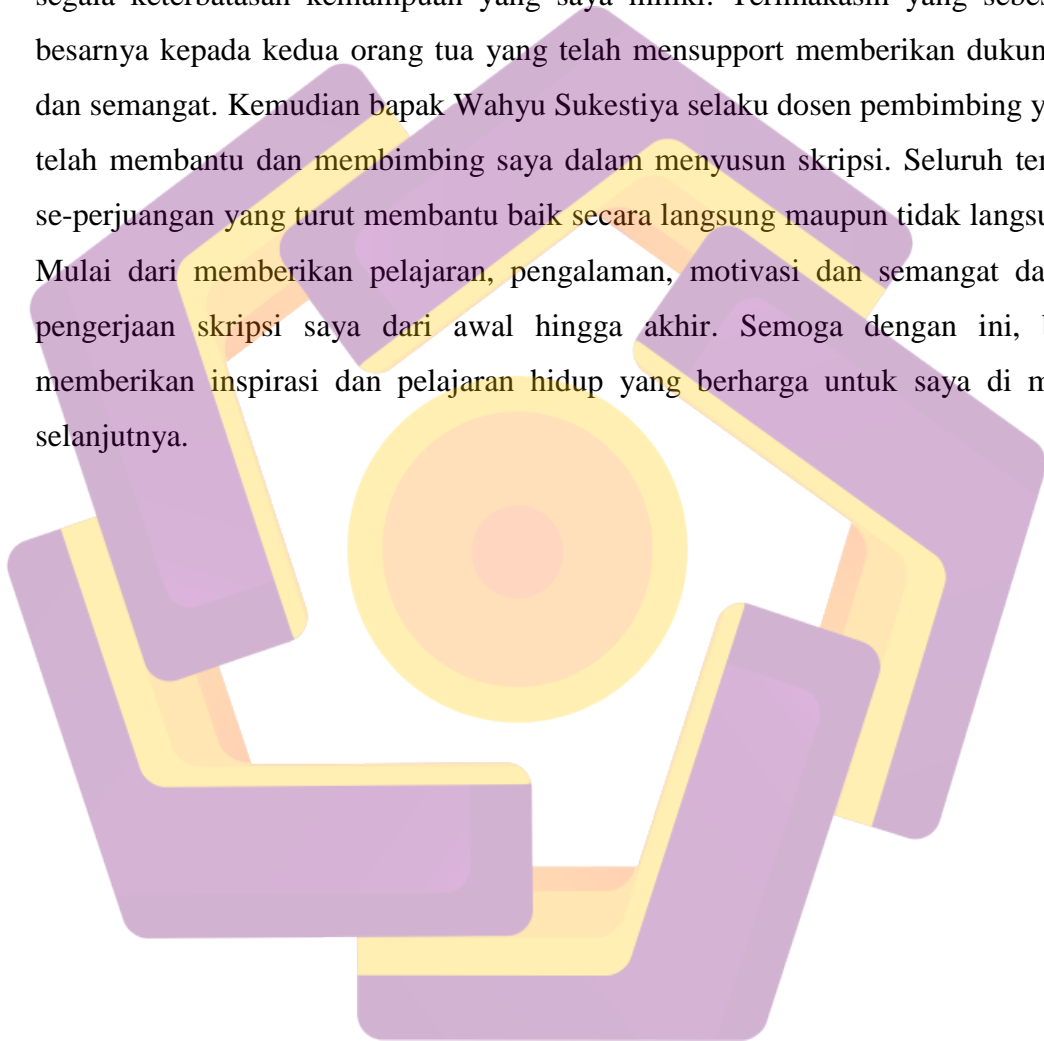 segala keterbatasan kemampuan yang saya miliki. Terimakasih yang sebes
besarnya kepada kedua orang tua yang telah mensupport memberikan dukun
dan semangat. Kemudian bapak Wahyu Sukestiya selaku dosen pembimbing y
telah membantu dan membimbing saya dalam menyusun skripsi. Seluruh ter
se-perjuangan yang turut membantu baik secara langsung maupun tidak langsu
Mulai dari memberikan pelajaran, pengalaman, motivasi dan semangat da
pengerjaan skripsi saya dari awal hingga akhir. Semoga dengan ini,
memberikan inspirasi dan pelajaran hidup yang berharga untuk saya di m
selanjutnya.